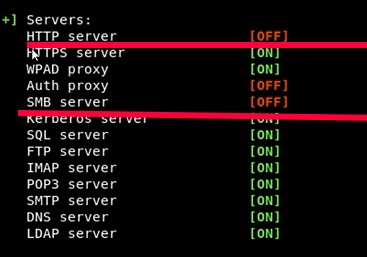 +] Servers:
HTTP server [OFF]
HTTPS server [ON]
WPAD proxy [ON]
Auth proxy [OFF]
SMB server [OFF]
Kerberos server [ON]
SQL server [ON]
FTP server [ON]
IMAP server [ON]
POP3 server [ON]
SMTP server [ON]
DNS server [ON]
LDAP server [ON]